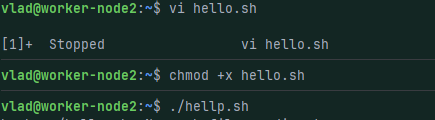 vlad@worker-node2:~$ vi hello.sh
[1]+  Stopped                 vi hello.sh
vlad@worker-node2:~$ chmod +x hello.sh
vlad@worker-node2:~$ ./hellp.sh